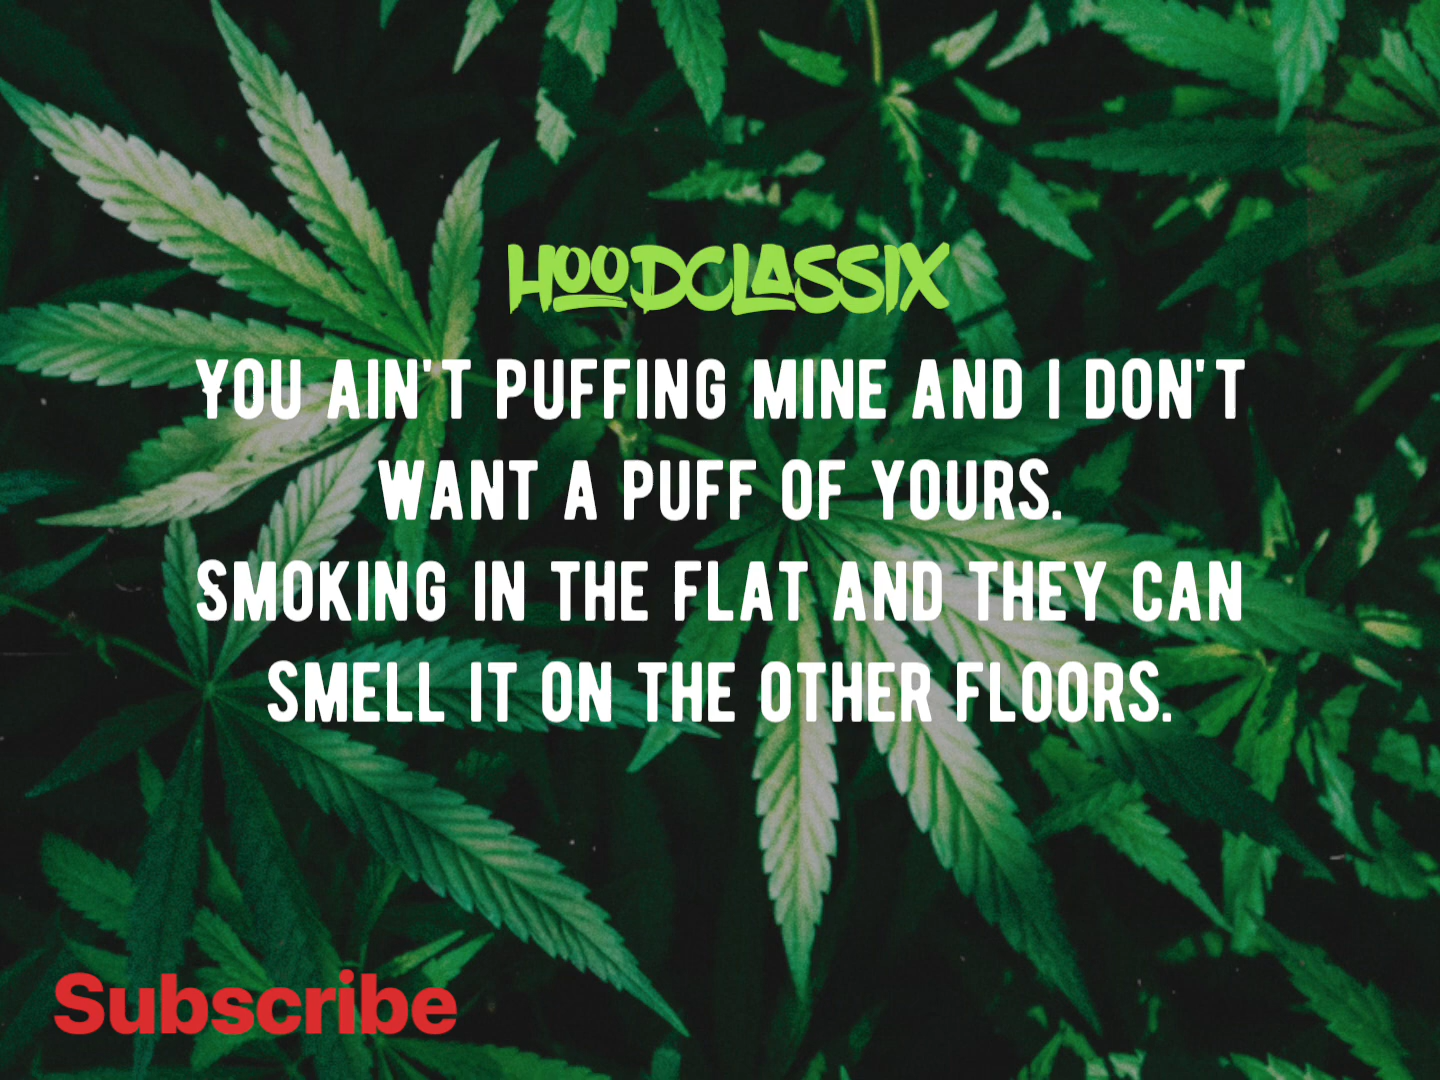 HOODCLASSIX
YOU AIN'T PUFFING MINE AND I DON'T
WANT A PUFF OF YOURS.
SMOKING IN THE FLAT AND THEY CAN
SMELL IT ON THE OTHER FLOORS.
Subscribe